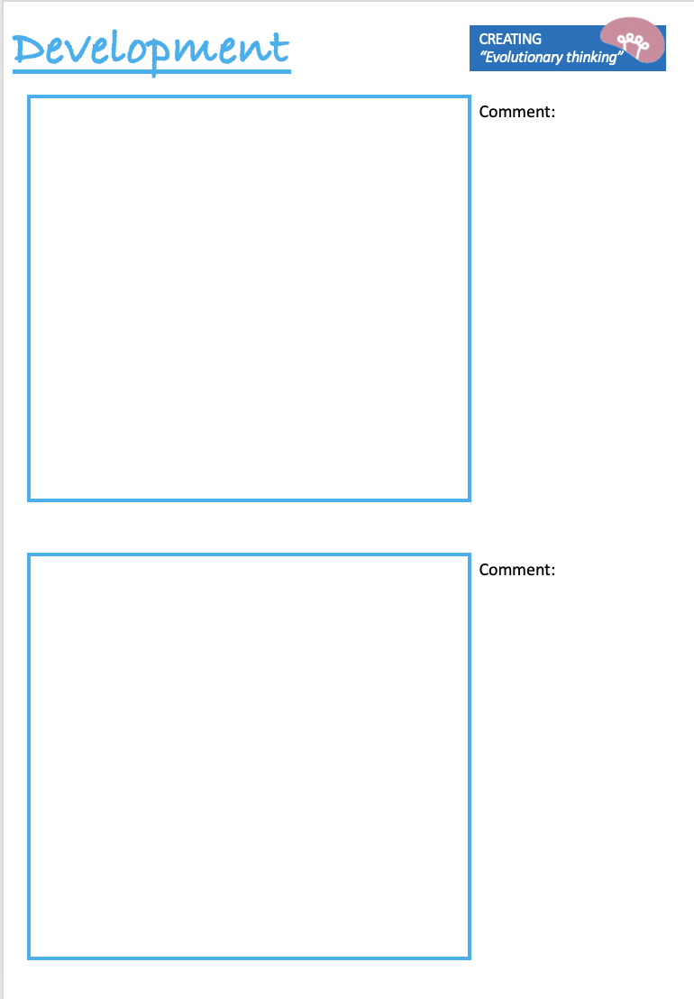 Development
CREATING
“Evolutionary thinking”
Comment:
Comment: